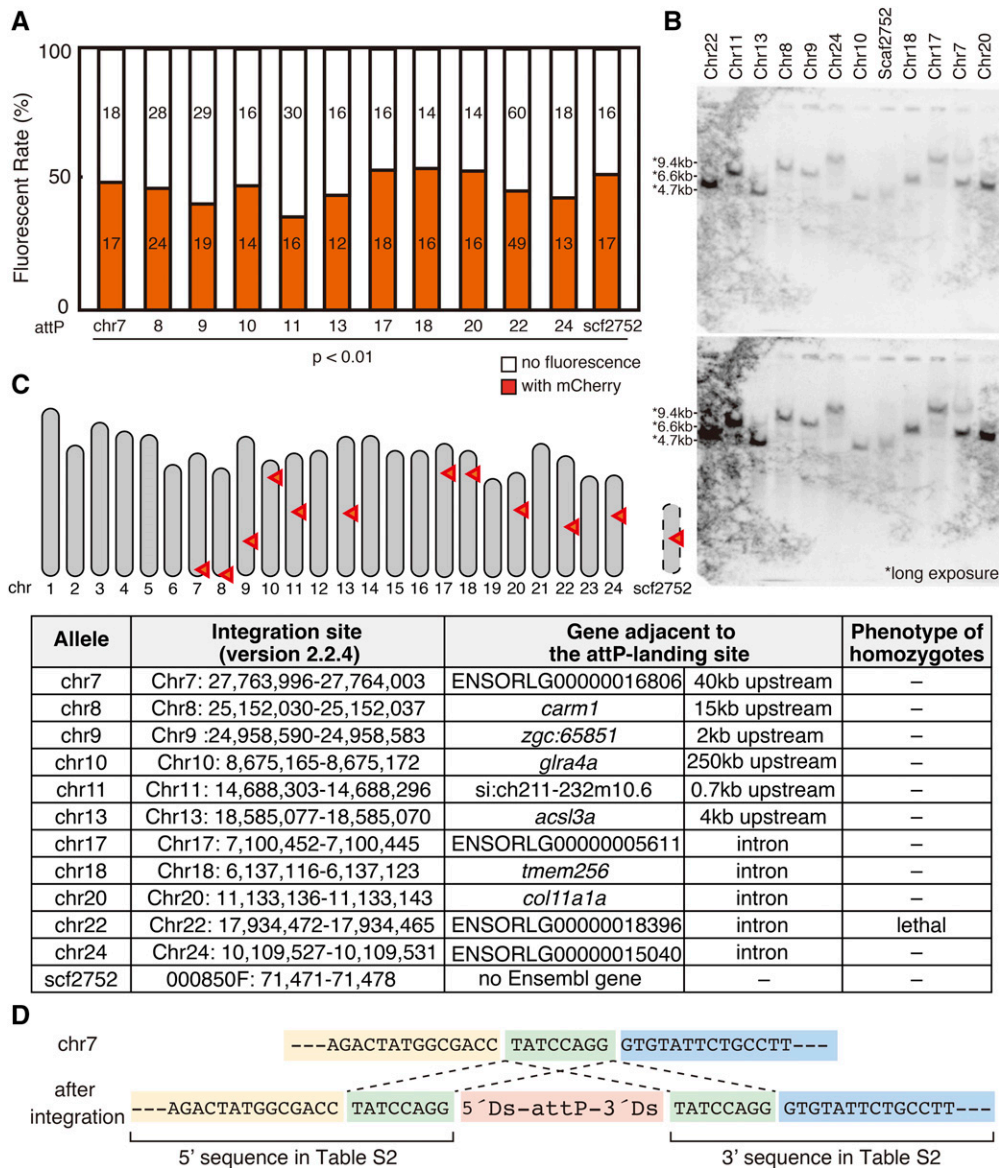 A
Fluorescent Rate (%)
100
50
0
18 28 29 16 30 16 16 14 14 60 18 16
17 24 19 14 16 12 18 16 16 49 13 17
attP chr7 8 9 10 11 13 17 18 20 22 24 scf2752
p < 0.01
no fluorescence
with mCherry
B
Chr22 Chr11 Chr13 Chr8 Chr9 Chr24 Chr10 Scaf2752 Chr18 Chr17 Chr7 Chr20
*9.4kb
*6.6kb
*4.7kb
*9.4kb
*6.6kb
*4.7kb
*long exposure
C
chr 1 2 3 4 5 6 7 8 9 10 11 12 13 14 15 16 17 18 19 20 21 22 23 24 scf2752
Allele Integration site (version 2.2.4) Gene adjacent to the attP-landing site Phenotype of homozygotes
chr7 Chr7: 27,763,996-27,764,003 ENSORLG00000016806 40kb upstream –
chr8 Chr8: 25,152,030-25,152,037 carm1 15kb upstream –
chr9 Chr9 :24,958,590-24,958,583 zgc:65851 2kb upstream –
chr10 Chr10: 8,675,165-8,675,172 glra4a 250kb upstream –
chr11 Chr11: 14,688,303-14,688,296 si:ch211-232m10.6 0.7kb upstream –
chr13 Chr13: 18,585,077-18,585,070 acsl3a 4kb upstream –
chr17 Chr17: 7,100,452-7,100,445 ENSORLG00000005611 intron –
chr18 Chr18: 6,137,116-6,137,123 tmem256 intron –
chr20 Chr20: 11,133,136-11,133,143 col11a1a intron –
chr22 Chr22: 17,934,472-17,934,465 ENSORLG00000018396 intron lethal
chr24 Chr24: 10,109,527-10,109,531 ENSORLG00000015040 intron –
scf2752 000850F: 71,471-71,478 no Ensembl gene – –
D
chr7 ---AGACTATGGCGACC TATCCAGG GTGTATTCTGCCTT---
after integration ---AGACTATGGCGACC TATCCAGG 5´Ds-attP-3´Ds TATCCAGG GTGTATTCTGCCTT---
5' sequence in Table S2 3' sequence in Table S2